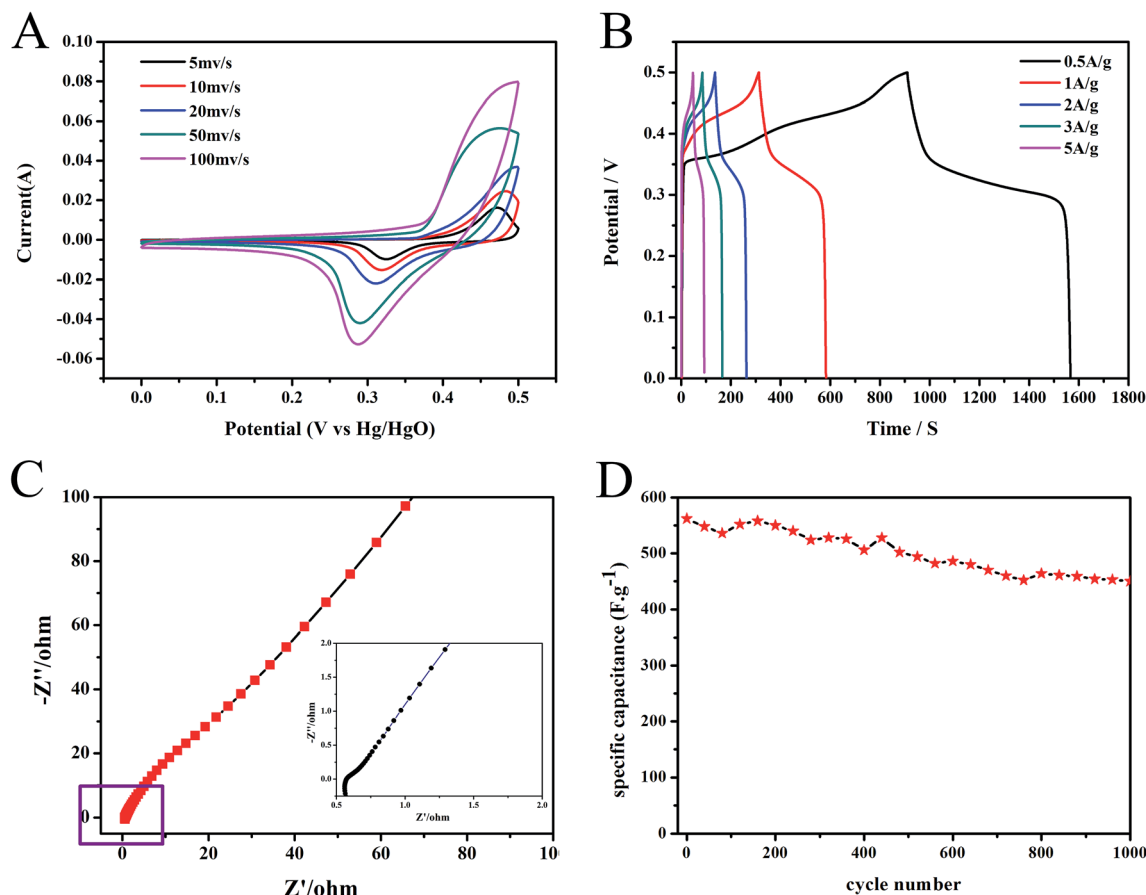 A
0.10
0.08
0.06
0.04
0.02
0.00
-0.02
-0.04
-0.06
Current(A)
5mv/s
10mv/s
20mv/s
50mv/s
100mv/s
0.0
0.1
0.2
0.3
0.4
0.5
Potential (V vs Hg/HgO)
B
0.5
0.4
0.3
0.2
0.1
0.0
Potential / V
0.5A/g
1A/g
2A/g
3A/g
5A/g
0
200
400
600
800
1000
1200
1400
1600
1800
Time / S
C
100
80
60
40
20
0
-Z''/ohm
2.0
1.5
1.0
0.5
0.0
-Z''/ohm
0.5
1.0
1.5
2.0
Z'/ohm
0
20
40
60
80
10
Z'/ohm
D
600
500
400
300
200
100
0
specific capacitance (F.g⁻¹)
0
200
400
600
800
1000
cycle number